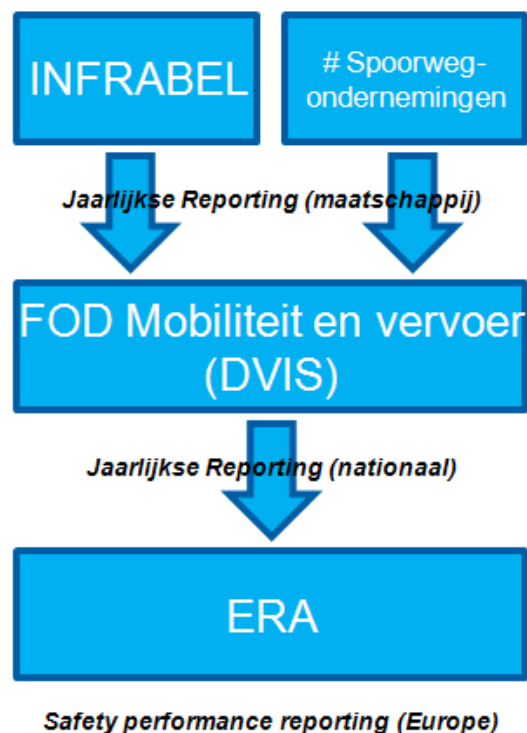 INFRABEL
# Spoorweg-
ondernemingen
Jaarlijkse Reporting (maatschappij)
FOD Mobiliteit en vervoer
(DVIS)
Jaarlijkse Reporting (nationaal)
ERA
Safety performance reporting (Europe)